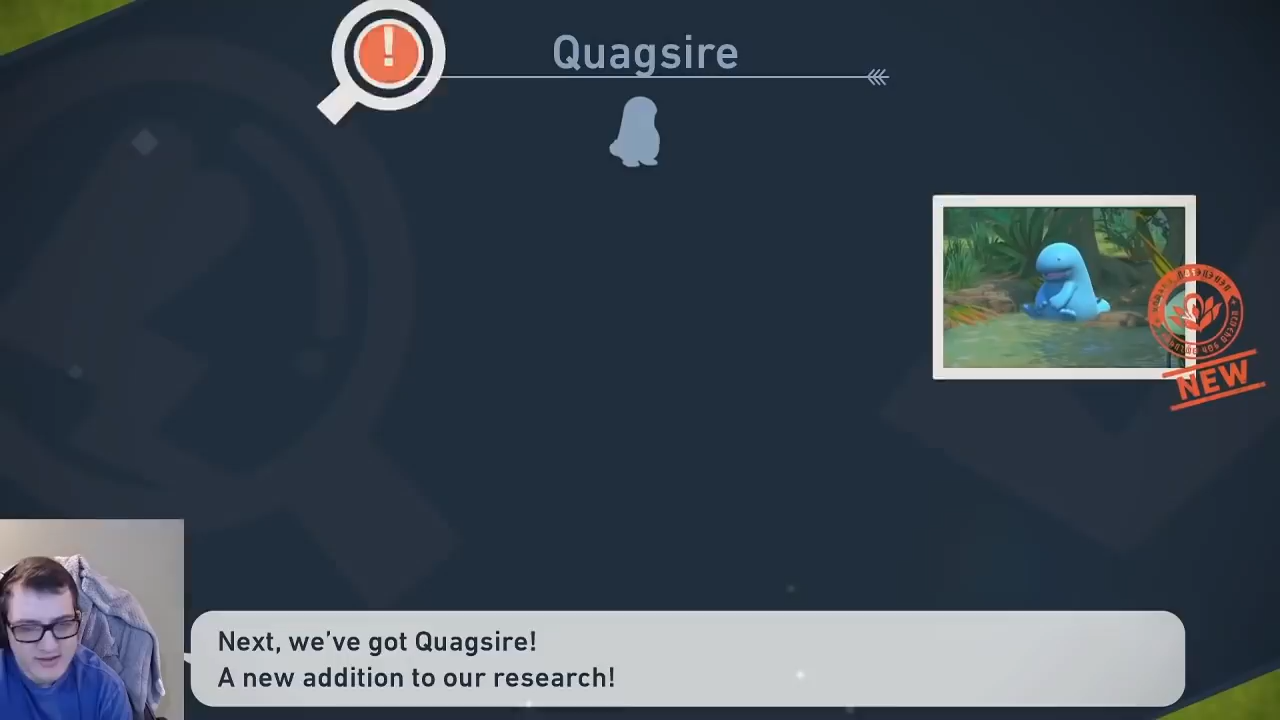 Quagsire
NEW
Next, we've got Quagsire!
A new addition to our research!